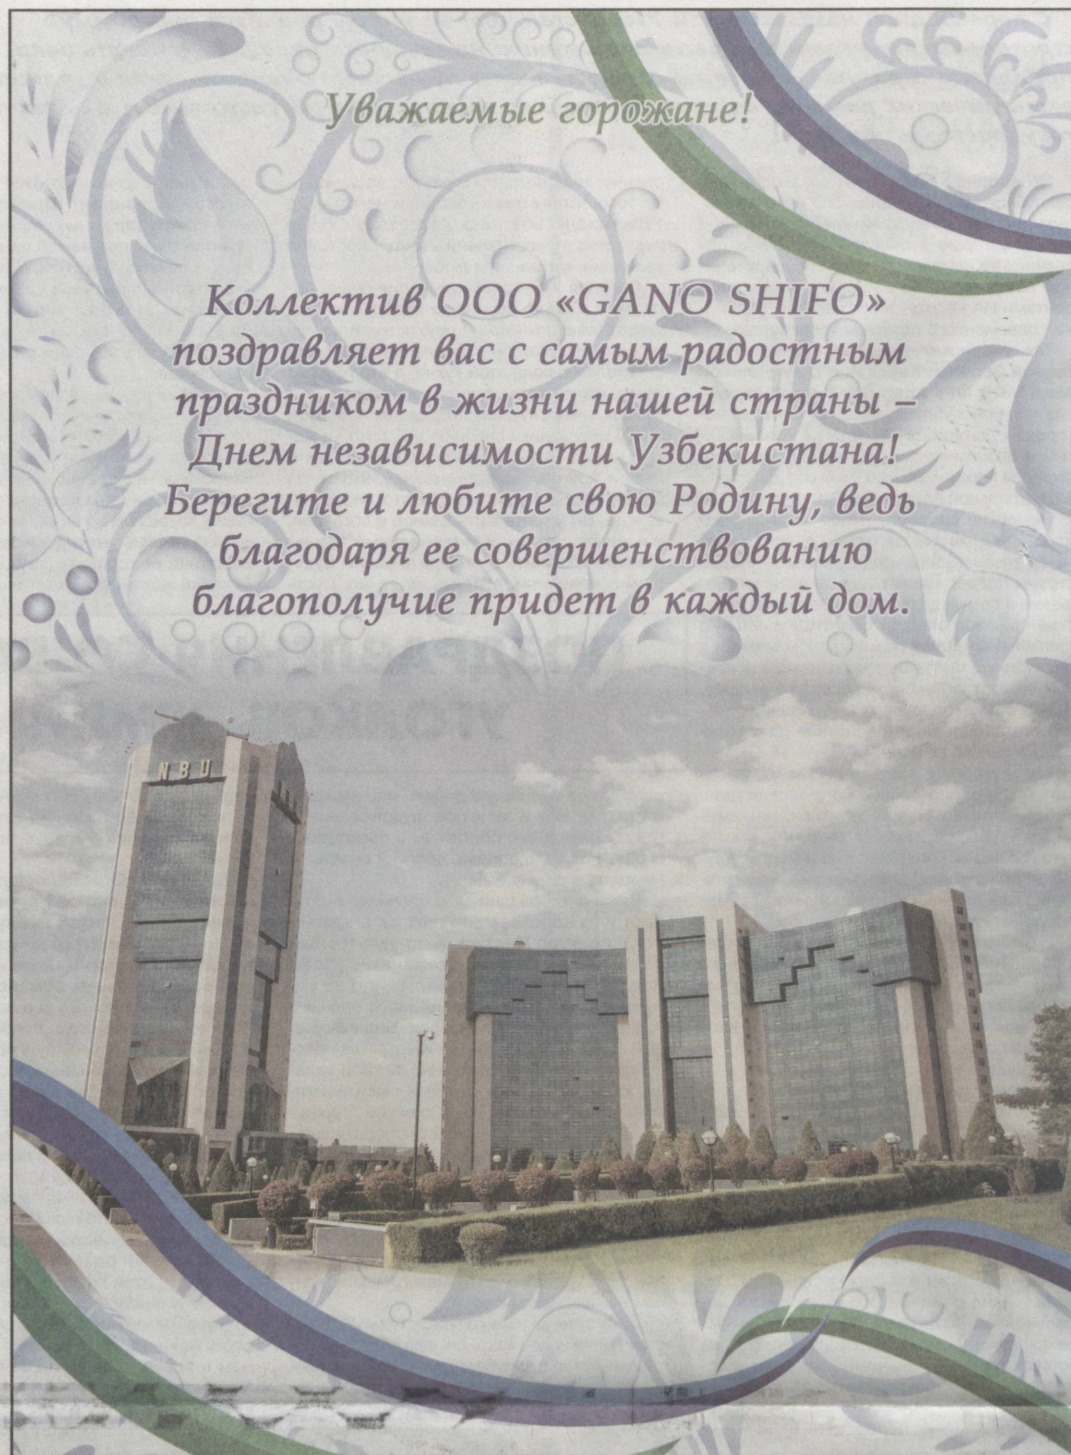 Уважаемые горожане!
Коллектив ООО «GANO SHIFO»
поздравляет вас с самым радостным
праздником в жизни нашей страны –
Днем независимости Узбекистана!
Берегите и любите свою Родину, ведь
благодаря ее совершенствованию
благополучие придет в каждый дом.
NBU